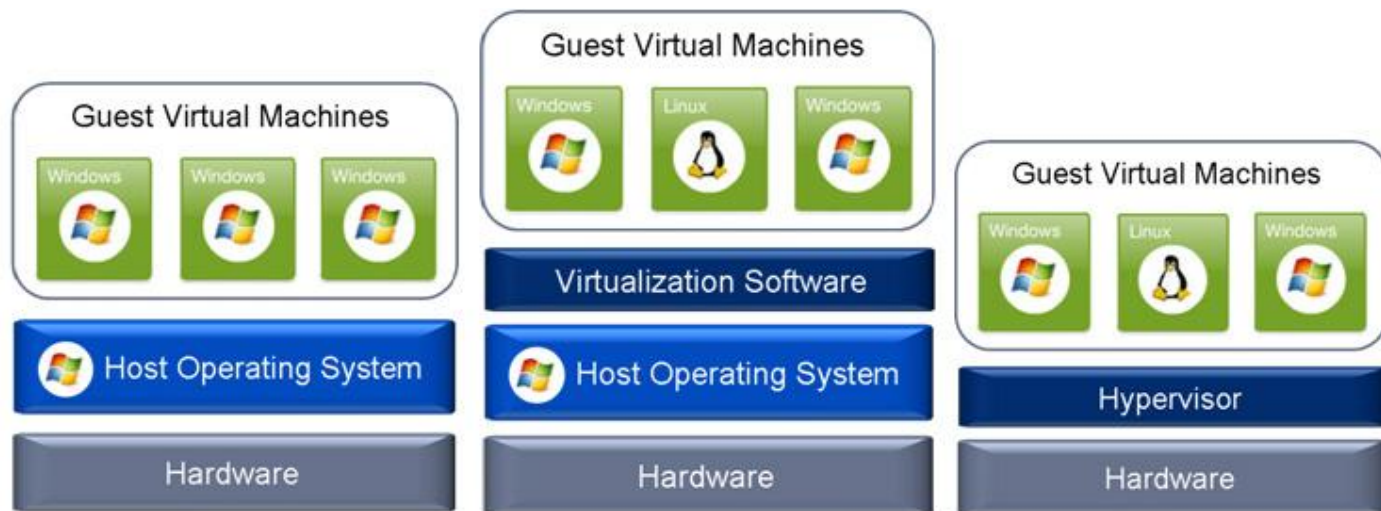 Guest Virtual Machines
Windows Windows Windows
Host Operating System
Hardware
Guest Virtual Machines
Windows Linux Windows
Virtualization Software
Host Operating System
Hardware
Guest Virtual Machines
Windows Linux Windows
Hypervisor
Hardware